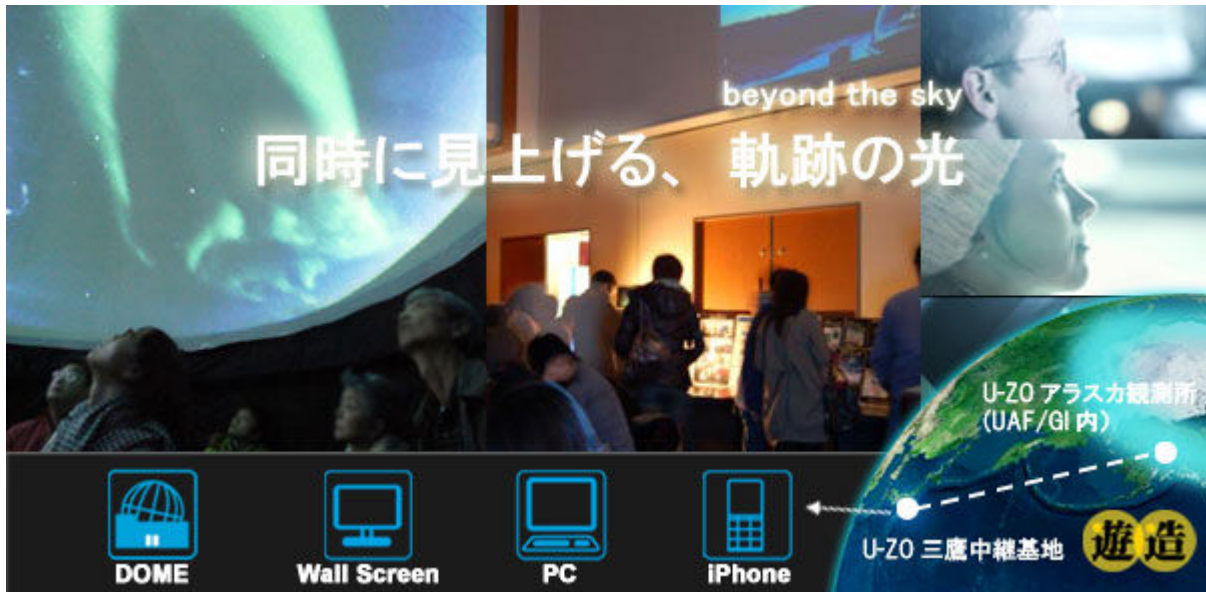 beyond the sky
同時に見上げる、軌跡の光
U-ZO アラスカ観測所
(UAF/GI 内)
U-ZO 三鷹中継基地
遊造
DOME
Wall Screen
PC
iPhone